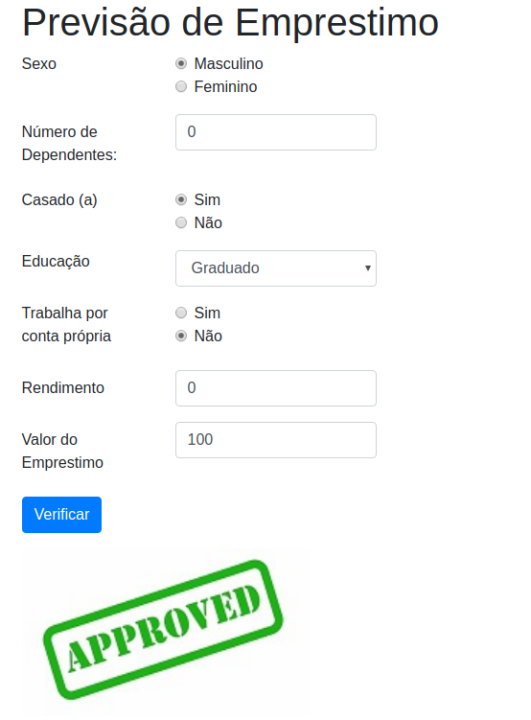 Previsão de Emprestimo
Sexo
Masculino
Feminino
Número de
Dependentes:
0
Casado (a)
Sim
Não
Educação
Graduado
Trabalha por
conta própria
Sim
Não
Rendimento
0
Valor do
Emprestimo
100
Verificar
APPROVED